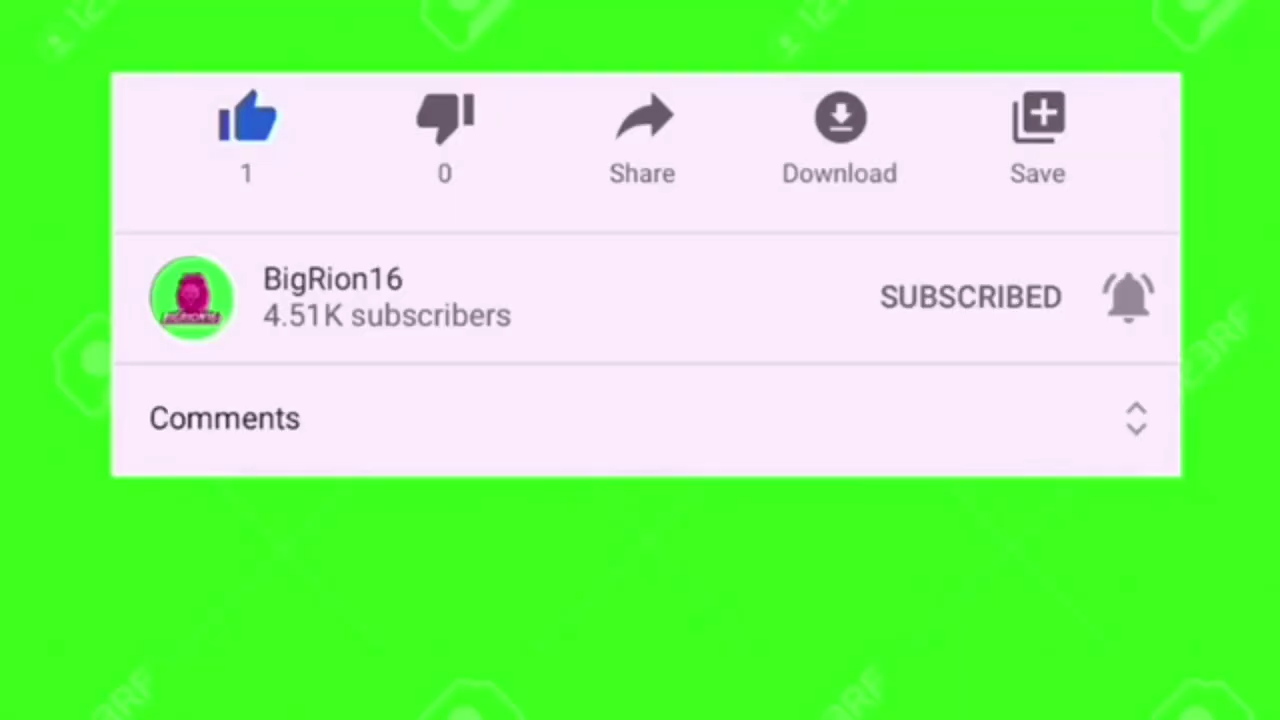 1
0
Share
Download
Save
BigRion16
4.51K subscribers
SUBSCRIBED
Comments